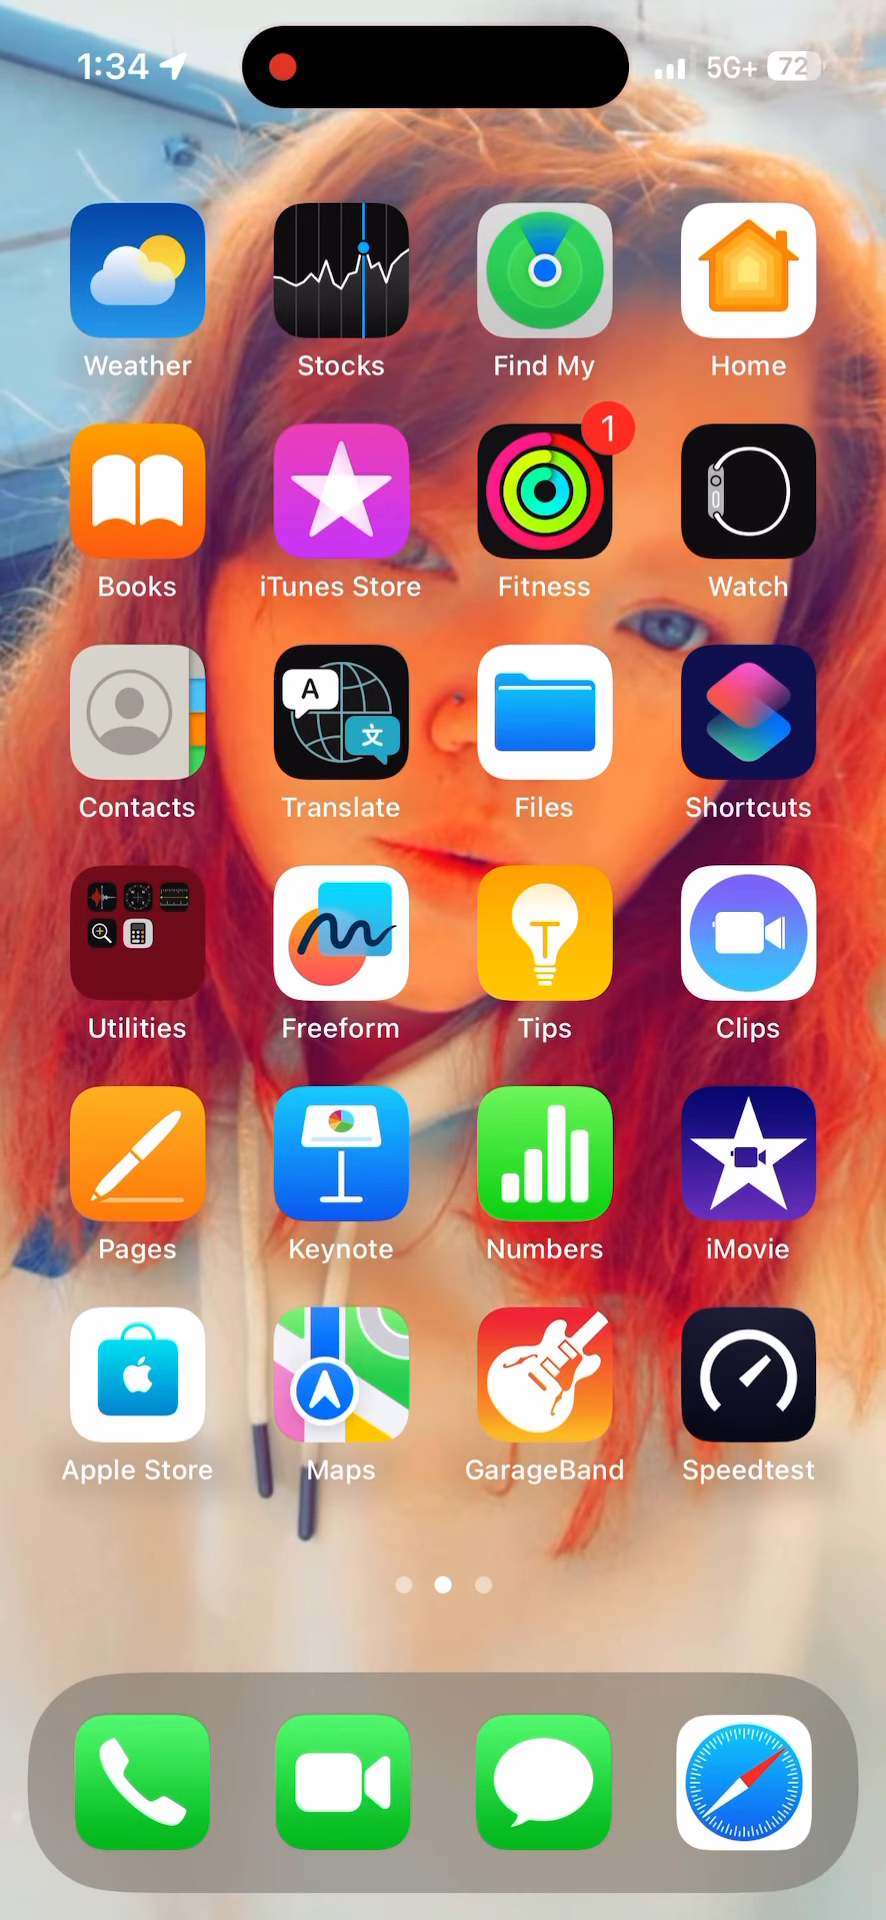 1:34 5G+ 72
Weather Stocks Find My Home
1
Books iTunes Store Fitness Watch
A
文
Contacts Translate Files Shortcuts
Utilities Freeform Tips Clips
Pages Keynote Numbers iMovie
Apple Store Maps GarageBand Speedtest